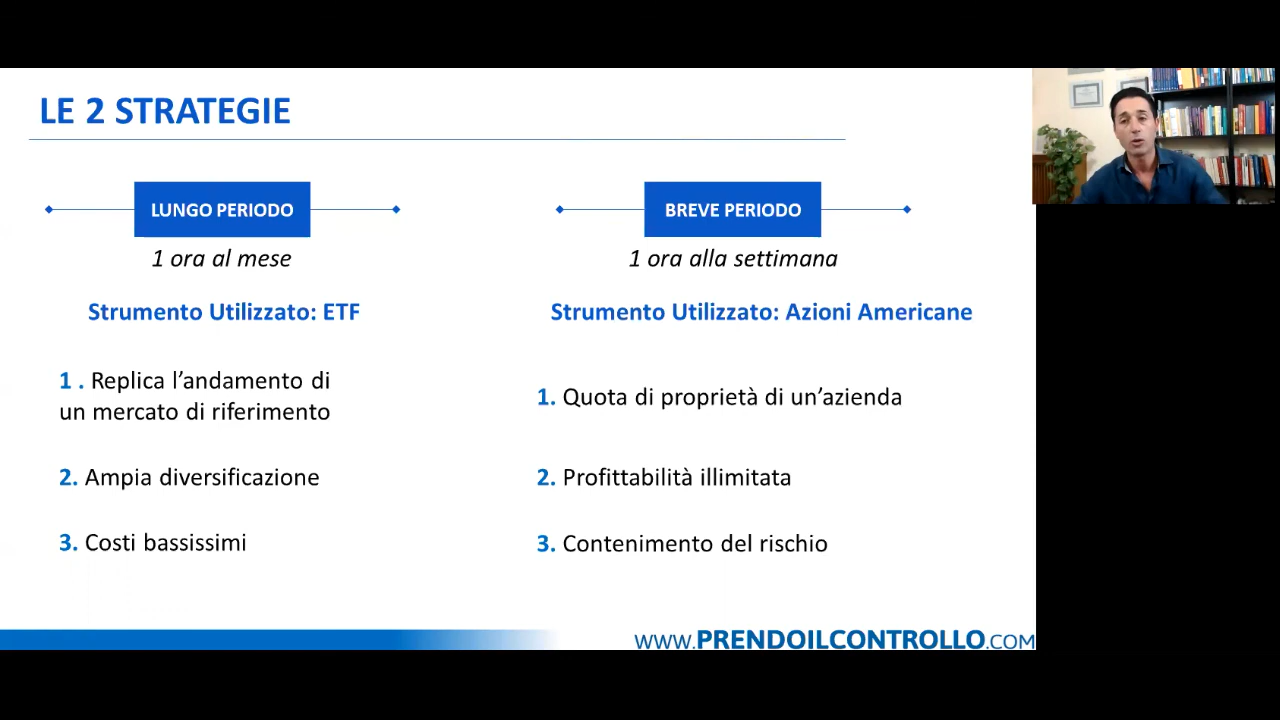 LE 2 STRATEGIE
LUNGO PERIODO
1 ora al mese
Strumento Utilizzato: ETF
1 . Replica l’andamento di
un mercato di riferimento
2. Ampia diversificazione
3. Costi bassissimi
BREVE PERIODO
1 ora alla settimana
Strumento Utilizzato: Azioni Americane
1. Quota di proprietà di un’azienda
2. Profittabilità illimitata
3. Contenimento del rischio
WWW.PRENDOILCONTROLLO.COM